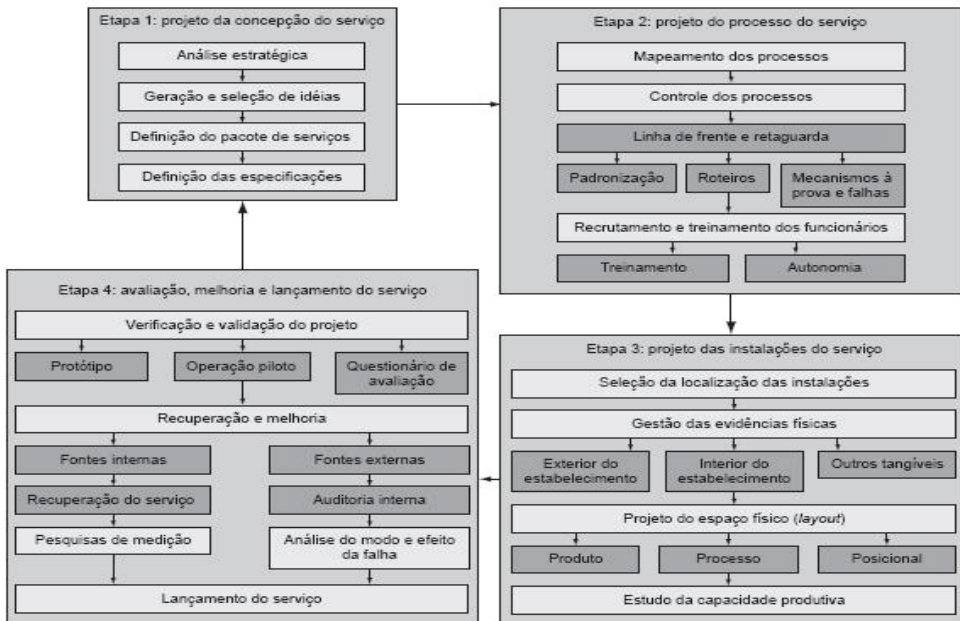 Etapa 1: projeto da concepção do serviço
Análise estratégica
Geração e seleção de idéias
Definição do pacote de serviços
Definição das especificações
Etapa 2: projeto do processo do serviço
Mapeamento dos processos
Controle dos processos
Linha de frente e retaguarda
Padronização
Roteiros
Mecanismos à
prova e falhas
Recrutamento e treinamento dos funcionários
Treinamento
Autonomia
Etapa 3: projeto das instalações do serviço
Seleção da localização das instalações
Gestão das evidências físicas
Exterior do
estabelecimento
Interior do
estabelecimento
Outros tangíveis
Projeto do espaço físico (layout)
Produto
Processo
Posicional
Estudo da capacidade produtiva
Etapa 4: avaliação, melhoria e lançamento do serviço
Verificação e validação do projeto
Protótipo
Operação piloto
Questionário de
avaliação
Recuperação e melhoria
Fontes internas
Fontes externas
Recuperação do serviço
Auditoria interna
Pesquisas de medição
Análise do modo e efeito
da falha
Lançamento do serviço